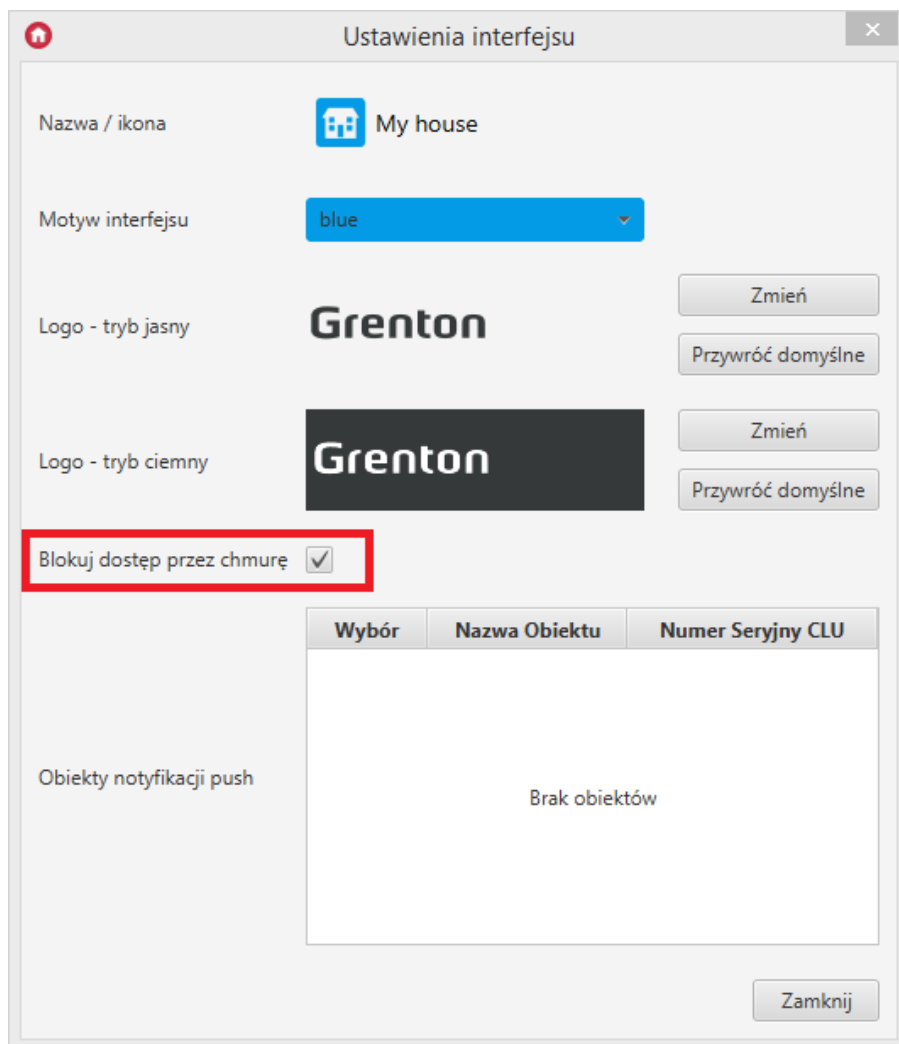 Ustawienia interfejsu
Nazwa / ikona
My house
Motyw interfejsu
blue
Logo - tryb jasny
Grenton
Zmień
Przywróć domyślne
Logo - tryb ciemny
Grenton
Zmień
Przywróć domyślne
Blokuj dostęp przez chmurę
Wybór Nazwa Obiektu Numer Seryjny CLU
Obiekty notyfikacji push
Brak obiektów
Zamknij